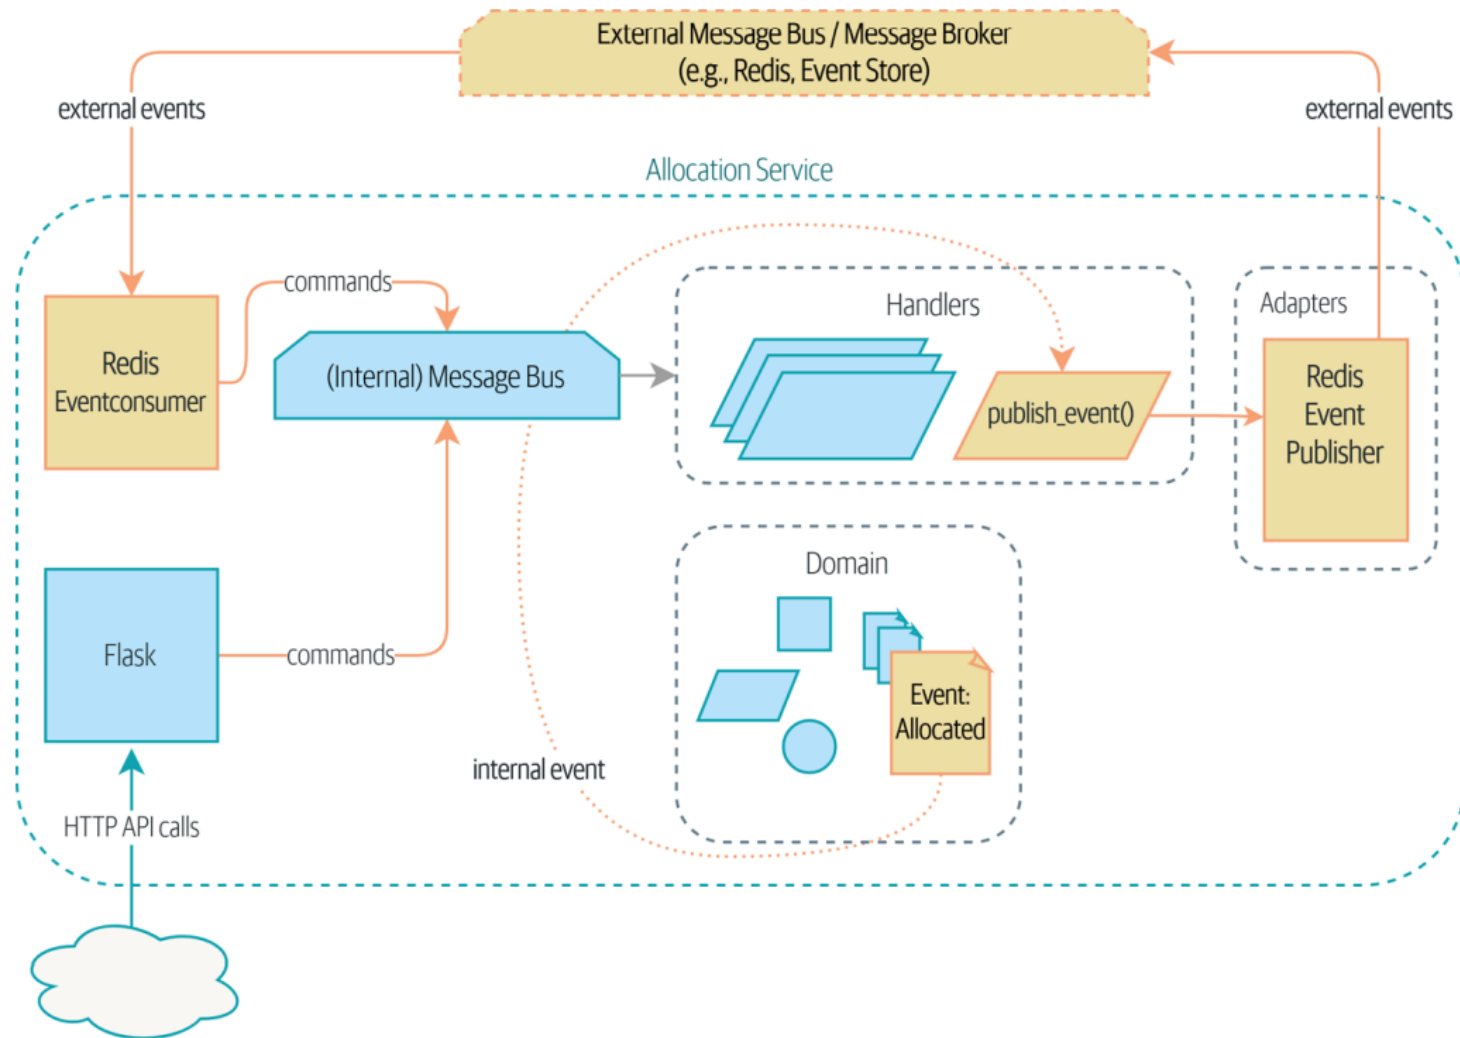 External Message Bus / Message Broker
(e.g., Redis, Event Store)
external events
external events
Allocation Service
commands
Handlers
Adapters
Redis
Eventconsumer
(Internal) Message Bus
publish_event()
Redis
Event
Publisher
Domain
Flask
commands
Event:
Allocated
internal event
HTTP API calls